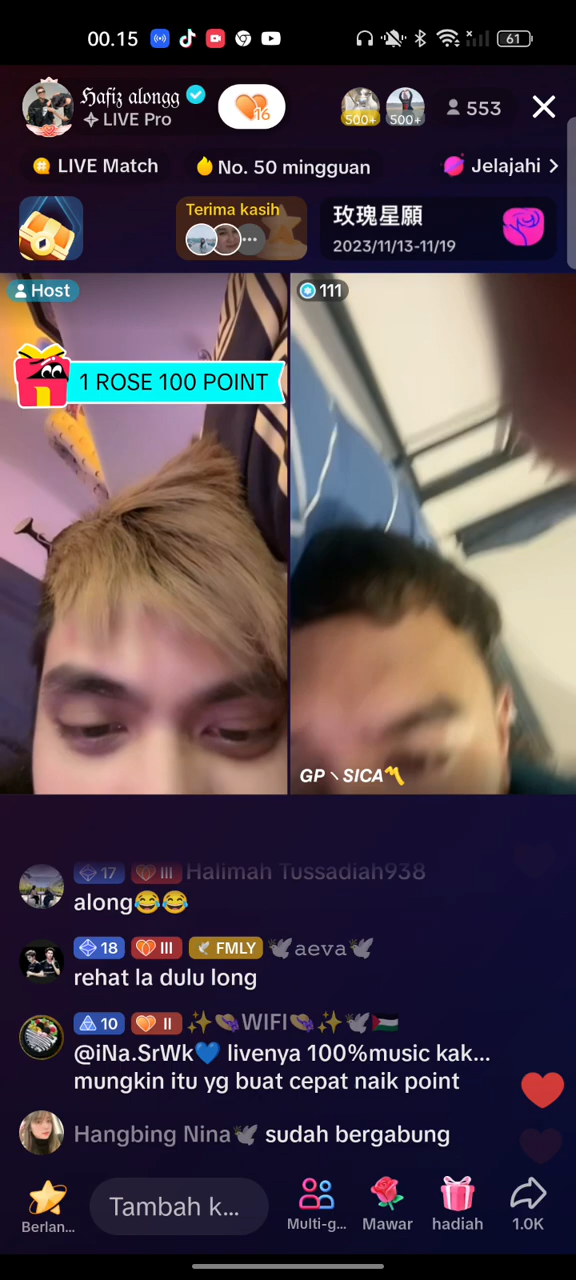 00.15
61
ℌ𝔞𝔣𝔦𝔷 𝔞𝔩𝔬𝔫𝔤𝔤
LIVE Pro
16
500+
500+
553
LIVE Match
No. 50 mingguan
Jelajahi
Terima kasih
玫瑰星願
2023/11/13-11/19
Host
111
1 ROSE 100 POINT
GP丶SICA〽️
17 III Halimah Tussadiah938
along😂😂
18 III FMLY 🕊️𝚊𝚎𝚟𝚊🕊️
rehat la dulu long
10 II ✨👒WIFI👒✨🕊️🇵🇸
@iNa.SrWk💙 livenya 100%music kak...
mungkin itu yg buat cepat naik point
Hangbing Nina🕊️ sudah bergabung
Berlan...
Tambah k...
Multi-g...
Mawar
hadiah
1.0K